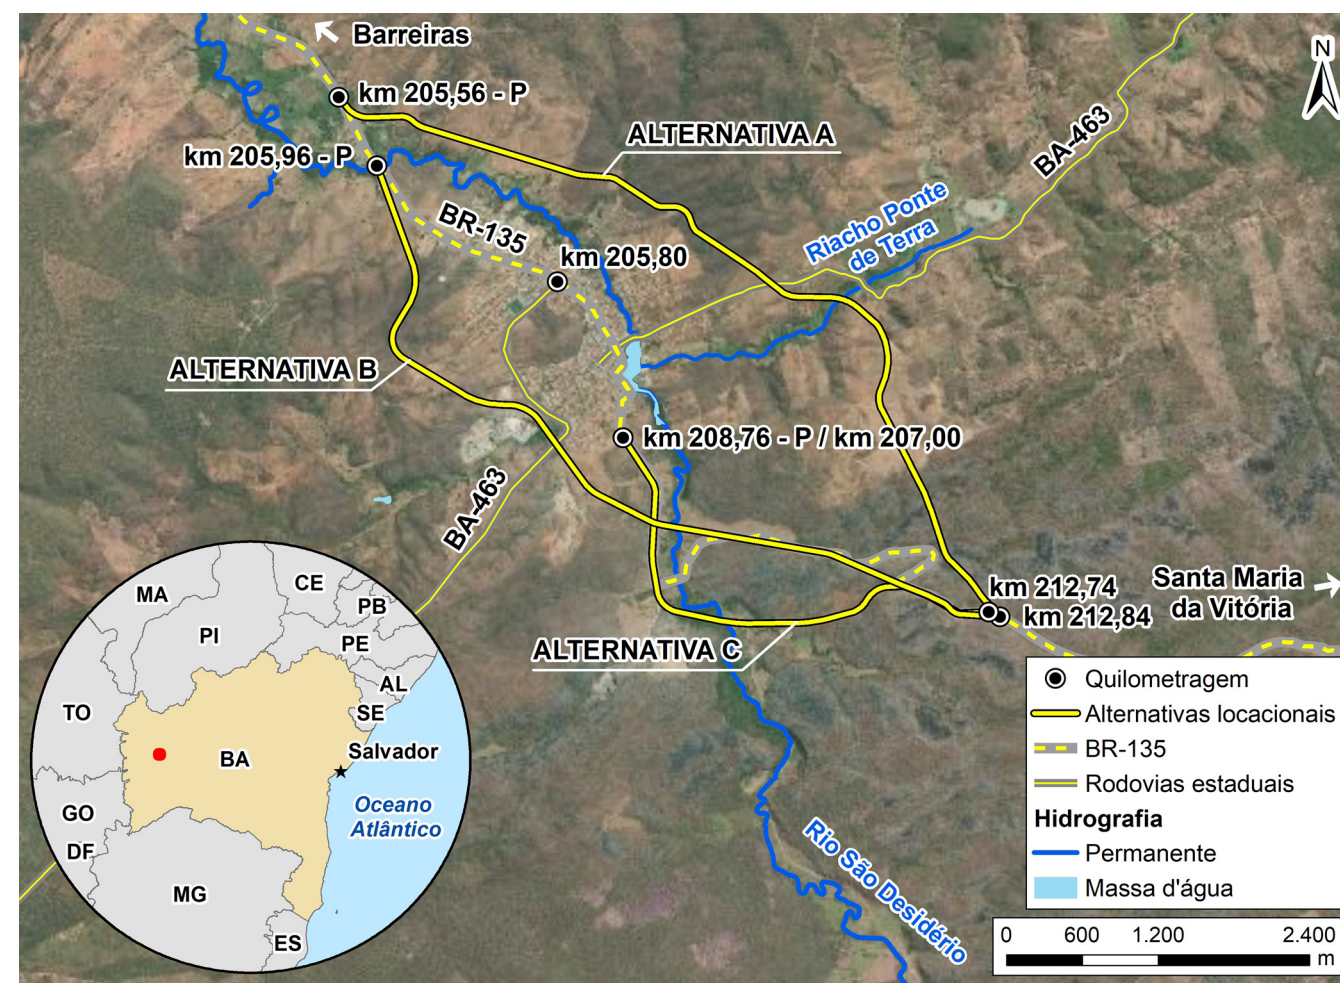 Barreiras
N
km 205,56 - P
ALTERNATIVA A
BA-463
km 205,96 - P
BR-135
Riacho Ponte
de Terra
km 205,80
ALTERNATIVA B
km 208,76 - P / km 207,00
BA-463
km 212,74
Santa Maria
da Vitória
km 212,84
ALTERNATIVA C
MA
CE
PB
PI
PE
AL
TO
SE
BA
Salvador
Oceano
Atlântico
GO
DF
MG
ES
Rio São Desidério
Quilometragem
Alternativas locacionais
BR-135
Rodovias estaduais
Hidrografia
Permanente
Massa d'água
0 600 1.200 2.400
m